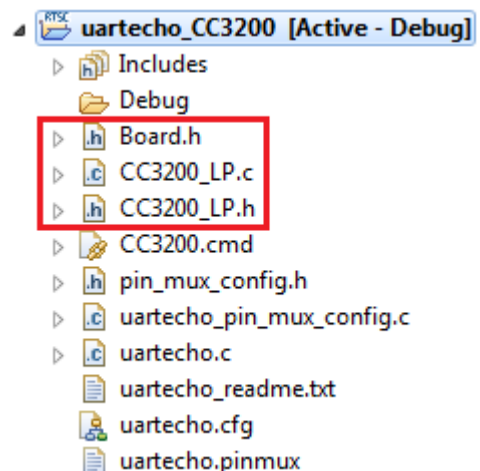 RTSC
uartecho_CC3200 [Active - Debug]
h Includes
Debug
.h Board.h
.c CC3200_LP.c
.h CC3200_LP.h
CC3200.cmd
.h pin_mux_config.h
.c uartecho_pin_mux_config.c
.c uartecho.c
uartecho_readme.txt
uartecho.cfg
uartecho.pinmux